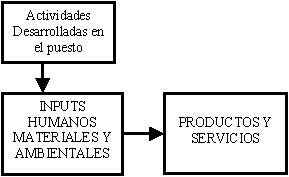 Actividades
Desarrolladas en
el puesto
INPUTS
HUMANOS
MATERIALES Y
AMBIENTALES
PRODUCTOS Y
SERVICIOS